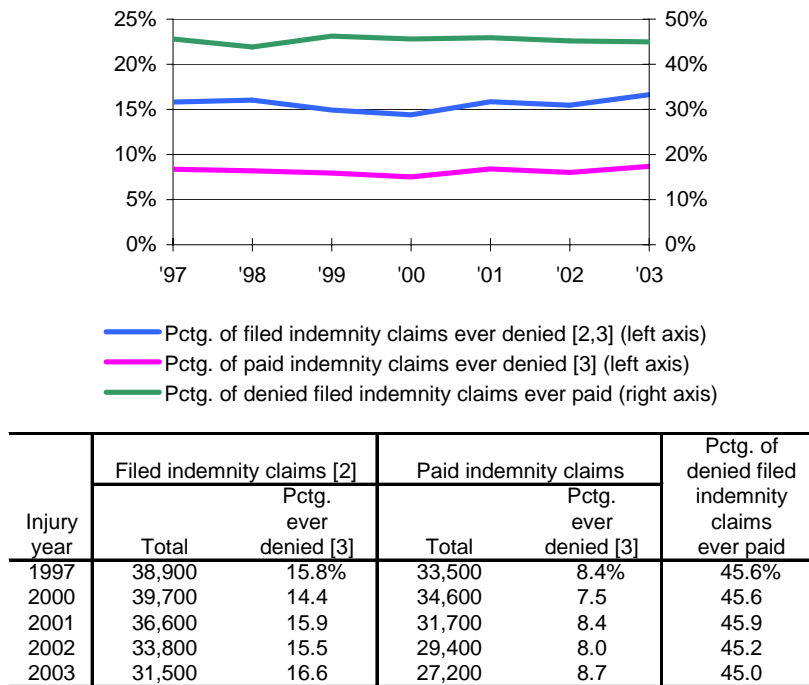 25% 50%
20% 40%
15% 30%
10% 20%
5% 10%
0% 0%
'97 '98 '99 '00 '01 '02 '03
Pctg. of filed indemnity claims ever denied [2,3] (left axis)
Pctg. of paid indemnity claims ever denied [3] (left axis)
Pctg. of denied filed indemnity claims ever paid (right axis)
Pctg. of
Filed indemnity claims [2] Paid indemnity claims denied filed
Pctg. Pctg. indemnity
Injury ever ever claims
year Total denied [3] Total denied [3] ever paid
1997 38,900 15.8% 33,500 8.4% 45.6%
2000 39,700 14.4 34,600 7.5 45.6
2001 36,600 15.9 31,700 8.4 45.9
2002 33,800 15.5 29,400 8.0 45.2
2003 31,500 16.6 27,200 8.7 45.0